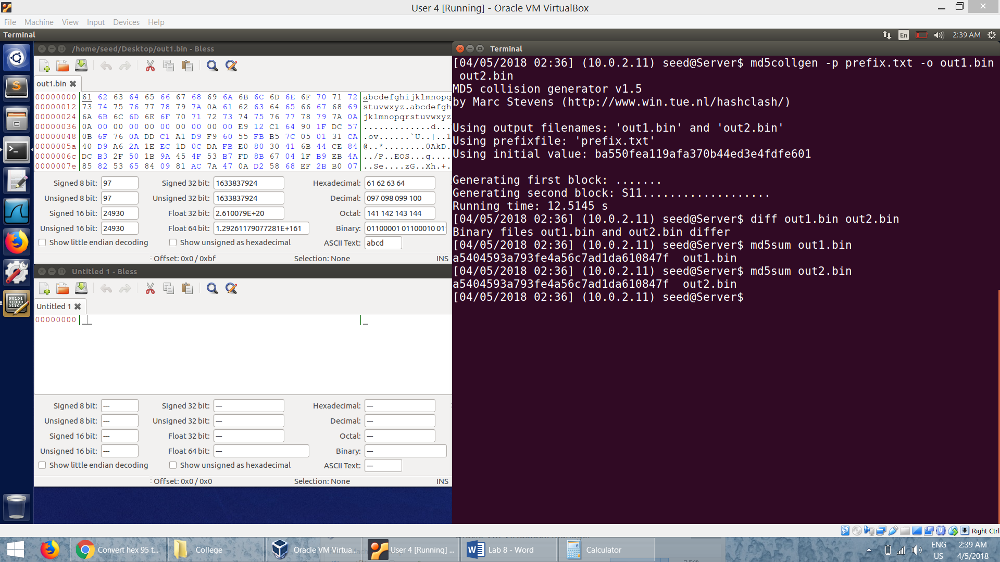 User 4 [Running] - Oracle VM VirtualBox
File Machine View Input Devices Help
Terminal
En
2:39 AM
/home/seed/Desktop/out1.bin - Bless
out1.bin
00000000 61 62 63 64 65 66 67 68 69 6A 6B 6C 6D 6E 6F 70 71 72 abcdefghijklmnopq
00000012 73 74 75 76 77 78 79 7A 0A 61 62 63 64 65 66 67 68 69 stuvwxyz.abcdefgh
00000024 6A 6B 6C 6D 6E 6F 70 71 72 73 74 75 76 77 78 79 7A 0A jklmnopqrstuvwxyz
00000036 0A 00 00 00 00 00 00 00 00 00 E9 12 C1 64 90 1F DC 57 .............d...
00000048 0B 6F 76 0A DD C1 A1 D9 F9 60 55 FB B5 7C 05 01 31 CA .ov......`U..|..1
0000005a 40 D9 A6 2A 1E EC 1D 0C DA FB E0 80 30 41 6B 44 CE 84 @..*........0AkD.
0000006c DC B3 2F 50 1B 9A 45 4F 53 B7 FD 8B 67 04 1F B9 EB 4A ../P..EOS...g....
0000007e 85 82 53 65 84 09 81 AC 7A 47 0A D2 58 68 EF 2B B0 07 ..Se....zG..Xh.+.
Signed 8 bit: 97 Signed 32 bit: 1633837924 Hexadecimal: 61 62 63 64
Unsigned 8 bit: 97 Unsigned 32 bit: 1633837924 Decimal: 097 098 099 100
Signed 16 bit: 24930 Float 32 bit: 2.610079E+20 Octal: 141 142 143 144
Unsigned 16 bit: 24930 Float 64 bit: 1.29261179077281E+161 Binary: 01100001 01100010 01
Show little endian decoding Show unsigned as hexadecimal ASCII Text: abcd
Offset: 0x0 / 0xbf Selection: None INS
Untitled 1 - Bless
Untitled 1
00000000
Signed 8 bit: --- Signed 32 bit: --- Hexadecimal: ---
Unsigned 8 bit: --- Unsigned 32 bit: --- Decimal: ---
Signed 16 bit: --- Float 32 bit: --- Octal: ---
Unsigned 16 bit: --- Float 64 bit: --- Binary: ---
Show little endian decoding Show unsigned as hexadecimal ASCII Text: ---
Offset: 0x0 / 0x0 Selection: None INS
Terminal
[04/05/2018 02:36] (10.0.2.11) seed@Server$ md5collgen -p prefix.txt -o out1.bin
out2.bin
MD5 collision generator v1.5
by Marc Stevens (http://www.win.tue.nl/hashclash/)
Using output filenames: 'out1.bin' and 'out2.bin'
Using prefixfile: 'prefix.txt'
Using initial value: ba550fea119afa370b44ed3e4fdfe601
Generating first block: .......
Generating second block: S11...................
Running time: 12.5145 s
[04/05/2018 02:36] (10.0.2.11) seed@Server$ diff out1.bin out2.bin
Binary files out1.bin and out2.bin differ
[04/05/2018 02:36] (10.0.2.11) seed@Server$ md5sum out1.bin
a5404593a793fe4a56c7ad1da610847f  out1.bin
[04/05/2018 02:36] (10.0.2.11) seed@Server$ md5sum out2.bin
a5404593a793fe4a56c7ad1da610847f  out2.bin
[04/05/2018 02:36] (10.0.2.11) seed@Server$
Right Ctrl
Convert hex 95 t...
College
Oracle VM Virtua...
User 4 [Running] ...
Lab 8 - Word
Calculator
ENG
US
2:39 AM
4/5/2018